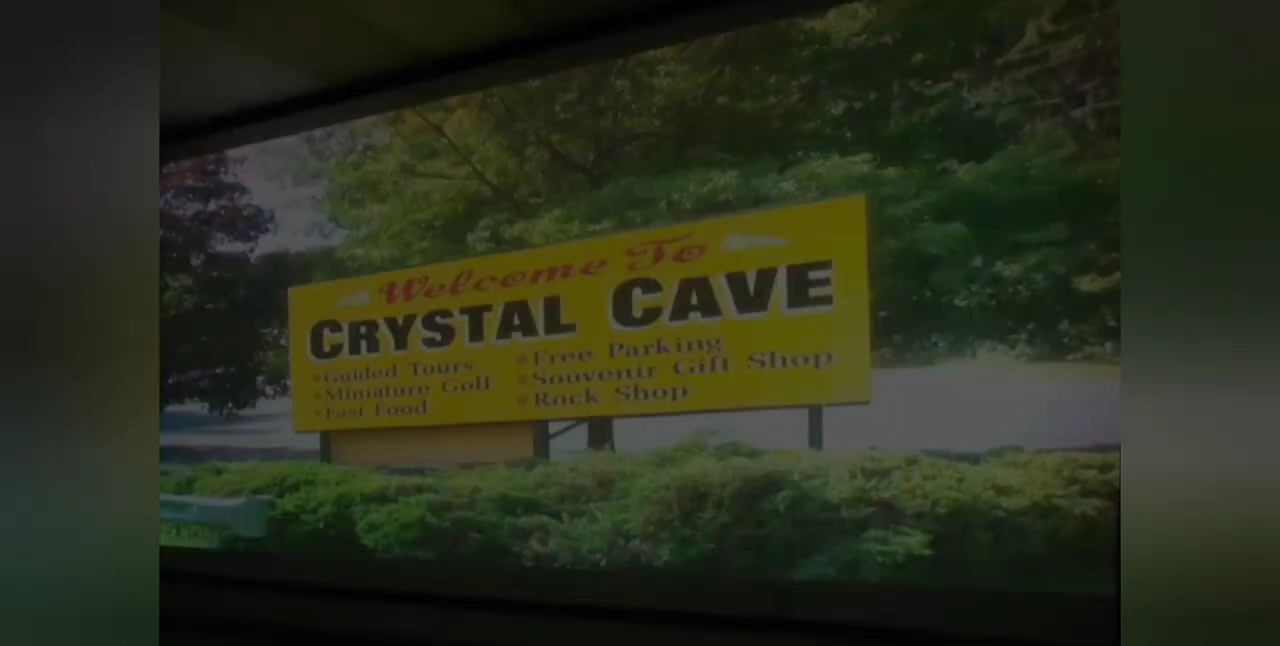 Welcome To
CRYSTAL CAVE
Guided Tours
Miniature Golf
Fast Food
Free Parking
Souvenir Gift Shop
Rock Shop